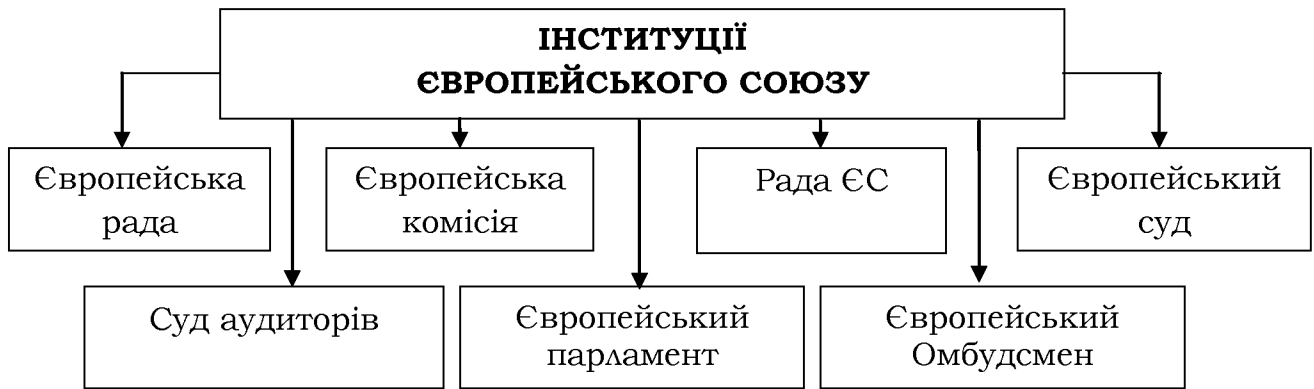 ІНСТИТУЦІЇ
ЄВРОПЕЙСЬКОГО СОЮЗУ
Європейська
рада
Європейська
комісія
Рада ЄС
Європейський
суд
Суд аудиторів
Європейський
парламент
Європейський
Омбудсмен